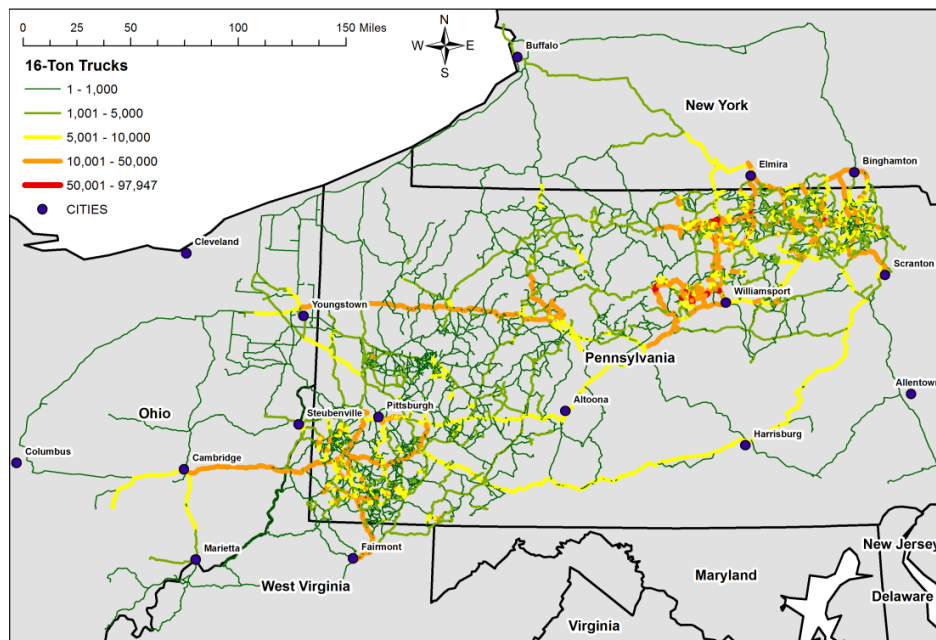 0 25 50 100 150 Miles
N
W E
S
16-Ton Trucks
1 - 1,000
1,001 - 5,000
5,001 - 10,000
10,001 - 50,000
50,001 - 97,947
CITIES
Buffalo
New York
Elmira
Binghamton
Cleveland
Scranton
Williamsport
Youngstown
Pennsylvania
Allentown
Ohio
Steubenville
Pittsburgh
Altoona
Harrisburg
Columbus
Cambridge
Marietta
Fairmont
New Jersey
West Virginia
Maryland
Delaware
Virginia